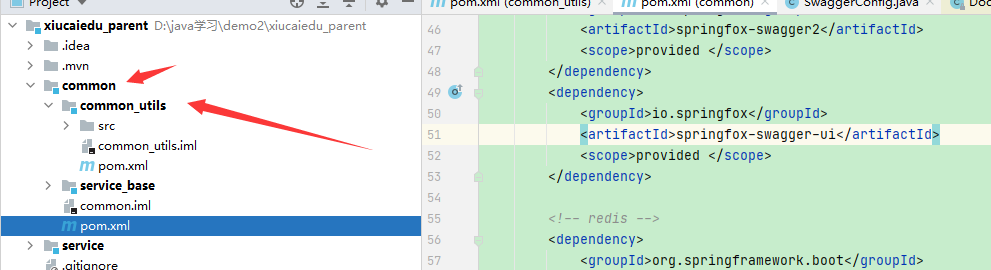 Project
xiucaiedu_parent D:\java学习\demo2\xiucaiedu_parent
.idea
.mvn
common
common_utils
src
common_utils.iml
pom.xml
service_base
common.iml
pom.xml
service
.gitignore
pom.xml (common_utils)
pom.xml (common)
SwaggerConfig.java
Doc
46 <artifactId>springfox-swagger2</artifactId>
47 <scope>provided </scope>
48 </dependency>
49 <dependency>
50 <groupId>io.springfox</groupId>
51 <artifactId>springfox-swagger-ui</artifactId>
52 <scope>provided </scope>
53 </dependency>
54
55 <!-- redis -->
56 <dependency>
57 <groupId>org.springframework.boot</groupId>